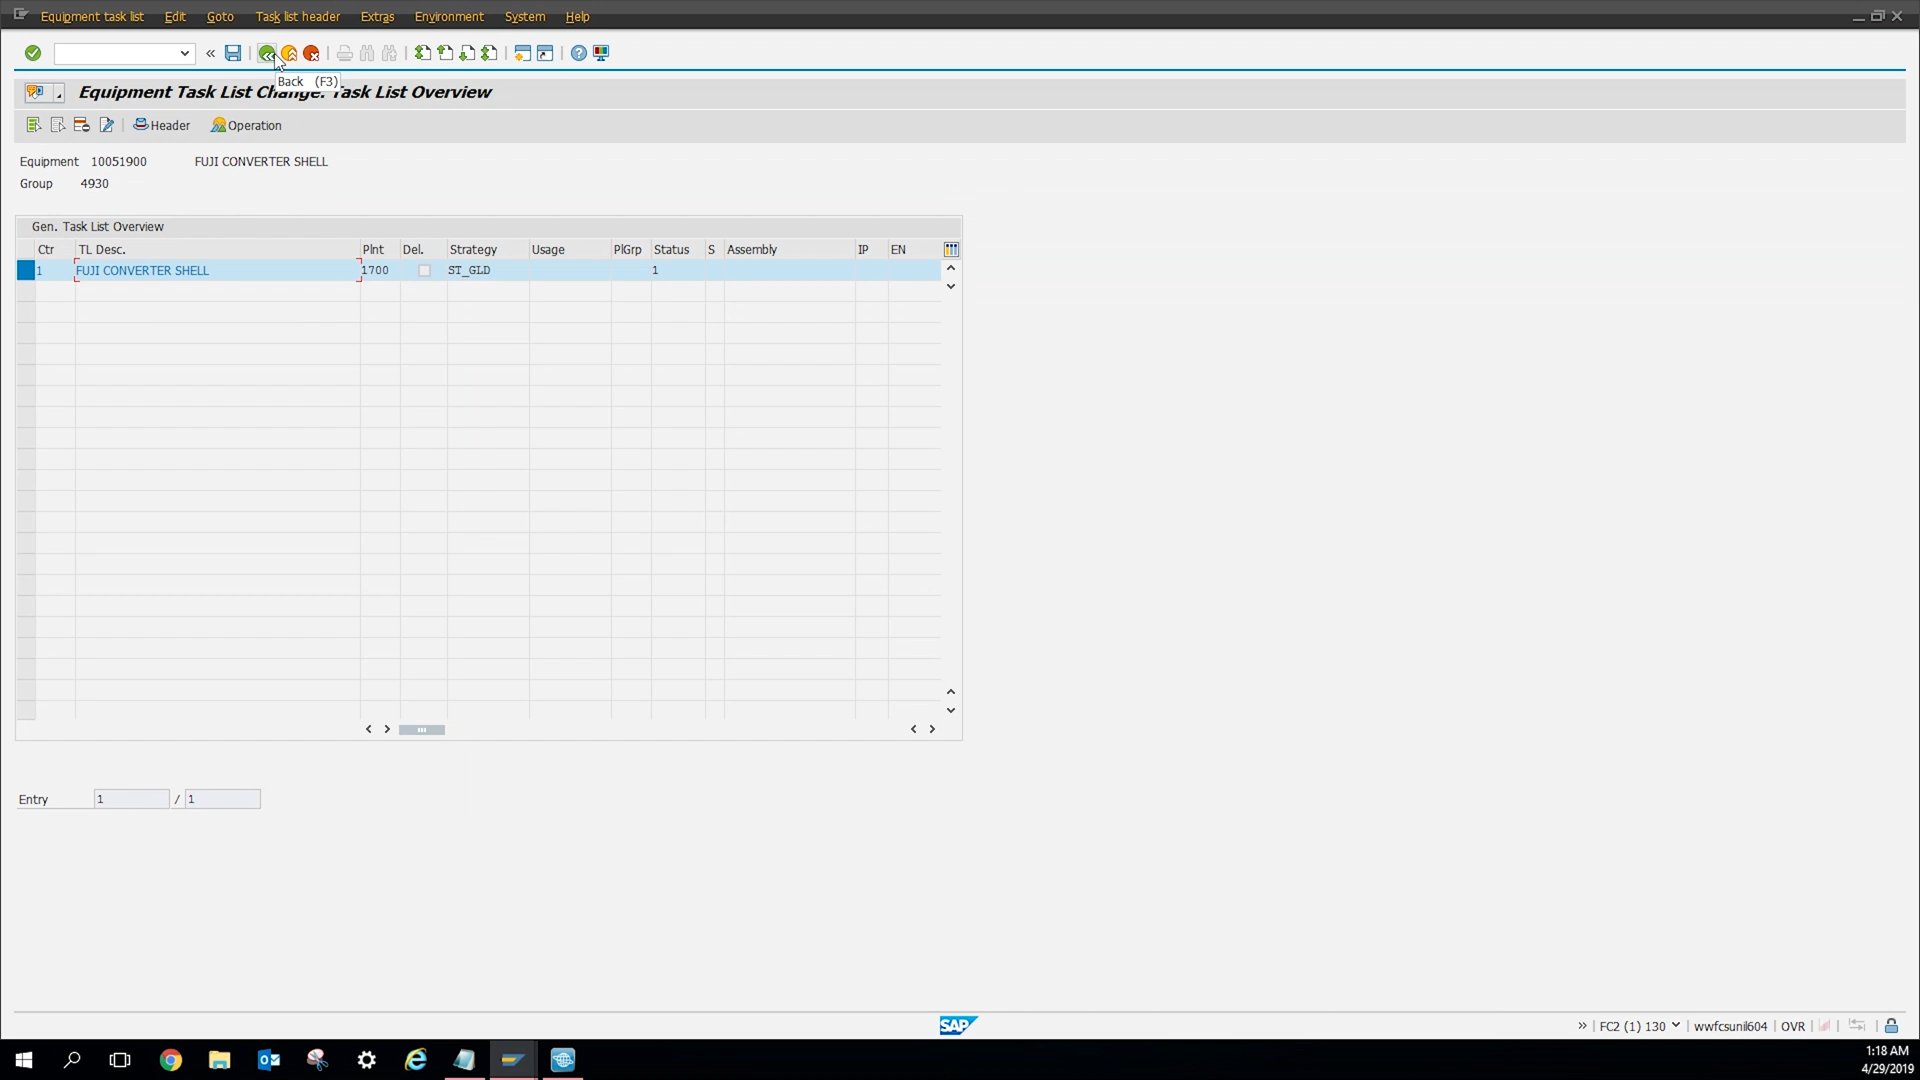 Equipment task list Edit Goto Task list header Extras Environment System Help
Back (F3)
Equipment Task List Change: Task List Overview
Header Operation
Equipment 10051900 FUJI CONVERTER SHELL
Group 4930
Gen. Task List Overview
Ctr TL Desc. Plnt Del. Strategy Usage PlGrp Status S Assembly IP EN
1 FUJI CONVERTER SHELL 1700 ST_GLD 1
Entry 1 / 1
SAP
FC2 (1) 130 wwfcsunil604 OVR
1:18 AM
4/29/2019